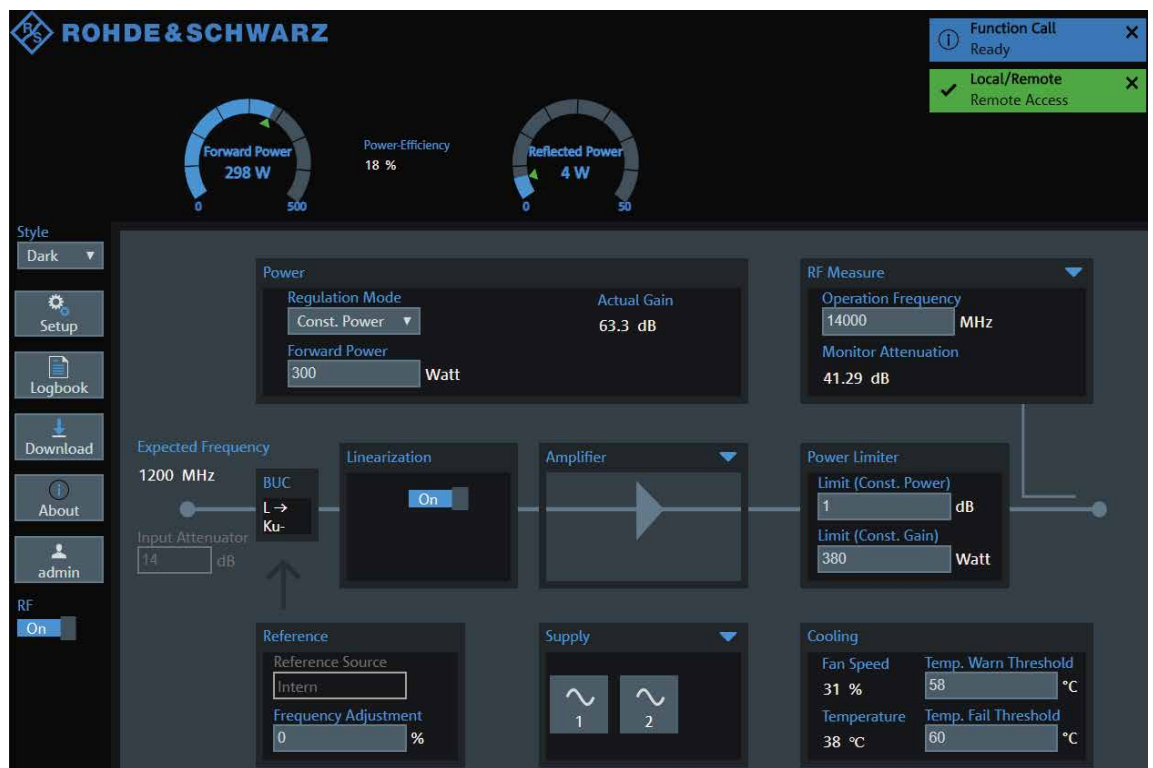 ROHDE & SCHWARZ
Function Call
Ready
Local/Remote
Remote Access
Forward Power
298 W
0
500
Power-Efficiency
18 %
Reflected Power
4 W
0
50
Style
Dark
Setup
Logbook
Download
About
admin
RF
On
Power
Regulation Mode
Const. Power
Forward Power
300 Watt
Actual Gain
63.3 dB
RF Measure
Operation Frequency
14000 MHz
Monitor Attenuation
41.29 dB
Expected Frequency
1200 MHz
Input Attenuator
14 dB
BUC
L →
Ku-
Linearization
On
Amplifier
Power Limiter
Limit (Const. Power)
1 dB
Limit (Const. Gain)
380 Watt
Reference
Reference Source
Intern
Frequency Adjustment
0 %
Supply
1
2
Cooling
Fan Speed
31 %
Temp. Warn Threshold
58 °C
Temperature
38 °C
Temp. Fail Threshold
60 °C